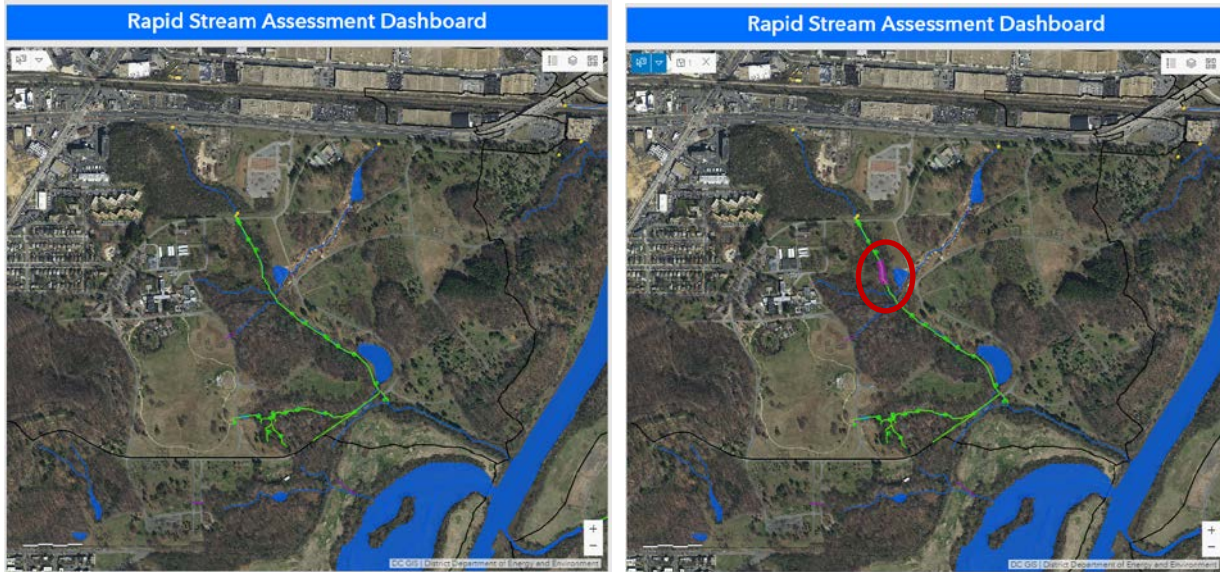 Rapid Stream Assessment Dashboard
Rapid Stream Assessment Dashboard
1
+
−
+
−
DC GIS | District Department of Energy and Environment
DC GIS | District Department of Energy and Environment